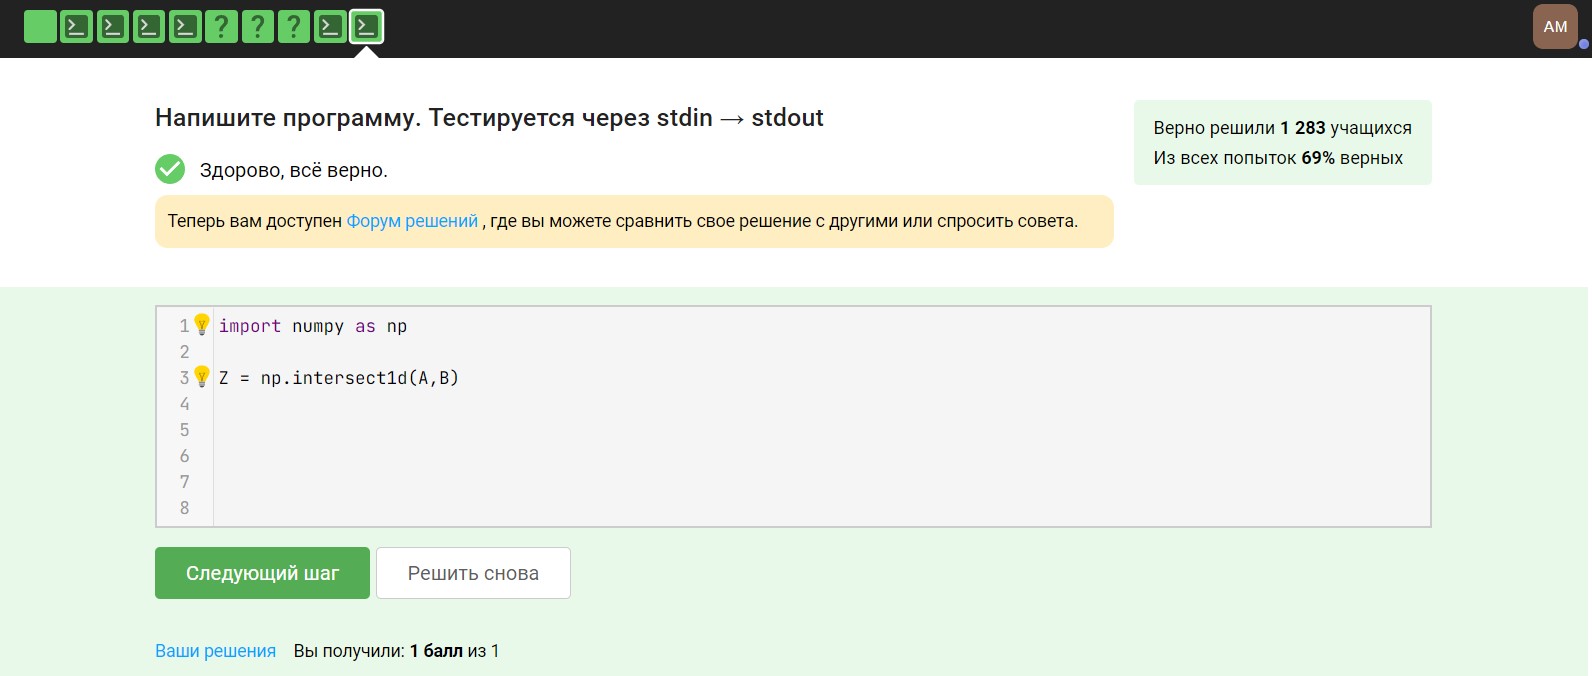 ? ? ?
АМ
Напишите программу. Тестируется через stdin → stdout
Здорово, всё верно.
Теперь вам доступен Форум решений , где вы можете сравнить свое решение с другими или спросить совета.
Верно решили 1 283 учащихся
Из всех попыток 69% верных
1 import numpy as np
2
3 Z = np.intersect1d(A,B)
4
5
6
7
8
Следующий шаг Решить снова
Ваши решения Вы получили: 1 балл из 1